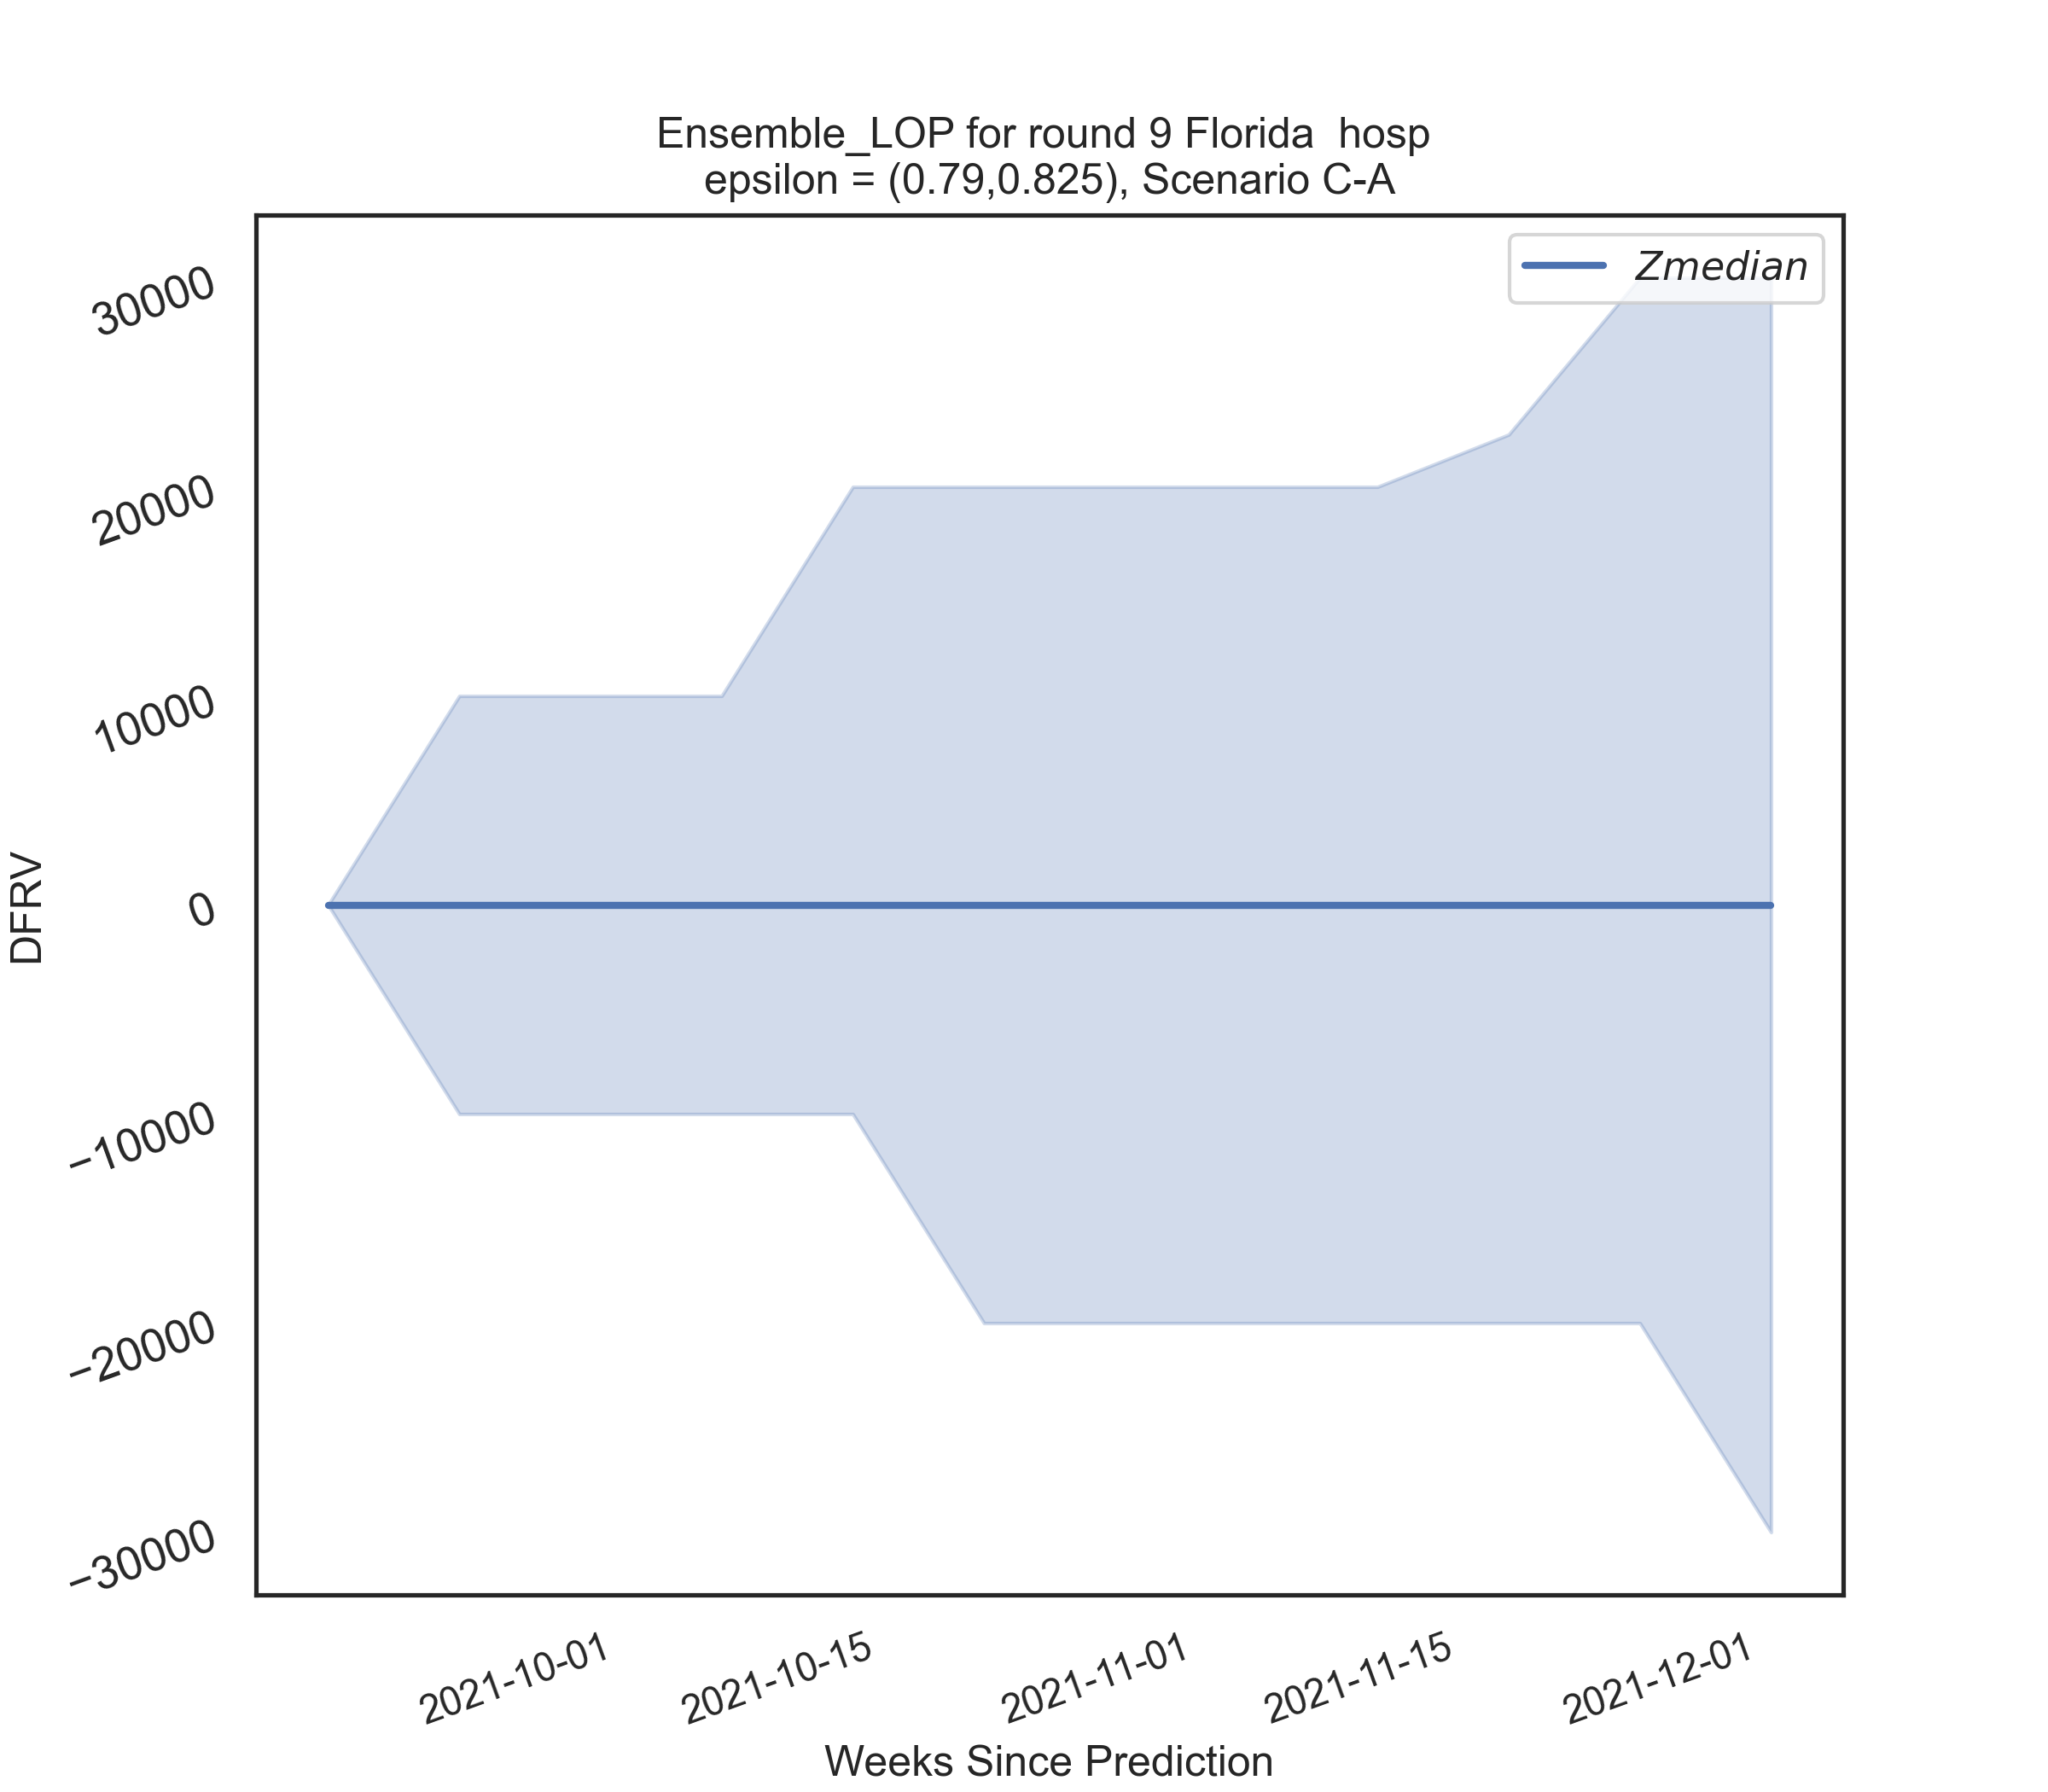 Ensemble_LOP for round 9 Florida  hosp
epsilon = (0.79,0.825), Scenario C-A
Zmedian
30000
20000
10000
0
−10000
−20000
−30000
DFRV
2021-10-01
2021-10-15
2021-11-01
2021-11-15
2021-12-01
Weeks Since Prediction